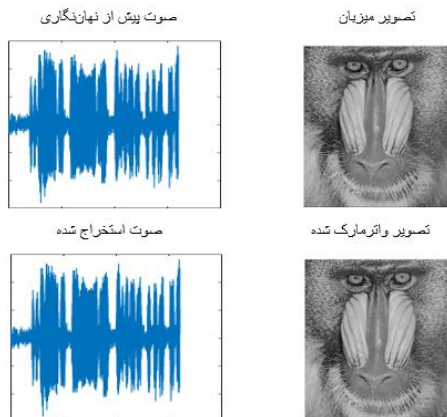 صوت پیش از نهان‌نگاری
تصویر میزبان
صوت استخراج شده
تصویر واترمارک شده